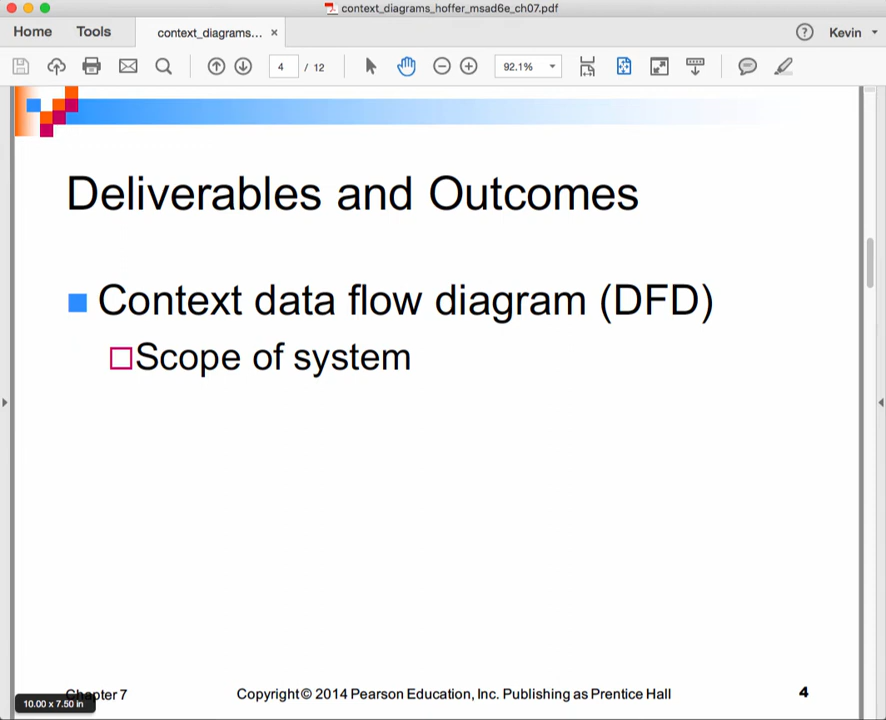 context_diagrams_hoffer_msad6e_ch07.pdf
Home Tools context_diagrams... × ? Kevin
4 / 12 92.1%
Deliverables and Outcomes
Context data flow diagram (DFD)
Scope of system
Chapter 7 Copyright © 2014 Pearson Education, Inc. Publishing as Prentice Hall 4
10.00 x 7.50 in